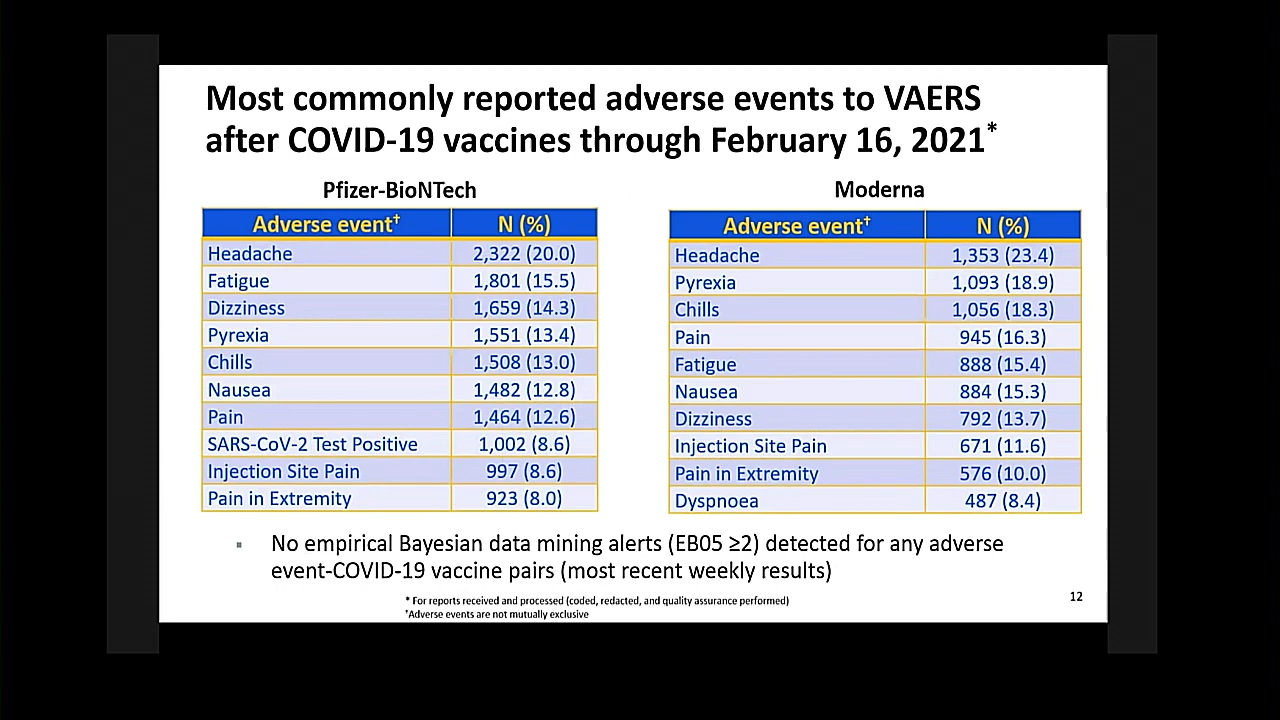 Most commonly reported adverse events to VAERS
after COVID-19 vaccines through February 16, 2021*
Pfizer-BioNTech
Adverse event† N (%)
Headache 2,322 (20.0)
Fatigue 1,801 (15.5)
Dizziness 1,659 (14.3)
Pyrexia 1,551 (13.4)
Chills 1,508 (13.0)
Nausea 1,482 (12.8)
Pain 1,464 (12.6)
SARS-CoV-2 Test Positive 1,002 (8.6)
Injection Site Pain 997 (8.6)
Pain in Extremity 923 (8.0)
Moderna
Adverse event† N (%)
Headache 1,353 (23.4)
Pyrexia 1,093 (18.9)
Chills 1,056 (18.3)
Pain 945 (16.3)
Fatigue 888 (15.4)
Nausea 884 (15.3)
Dizziness 792 (13.7)
Injection Site Pain 671 (11.6)
Pain in Extremity 576 (10.0)
Dyspnoea 487 (8.4)
▪ No empirical Bayesian data mining alerts (EB05 ≥2) detected for any adverse
event-COVID-19 vaccine pairs (most recent weekly results)
* For reports received and processed (coded, redacted, and quality assurance performed)
†Adverse events are not mutually exclusive
12